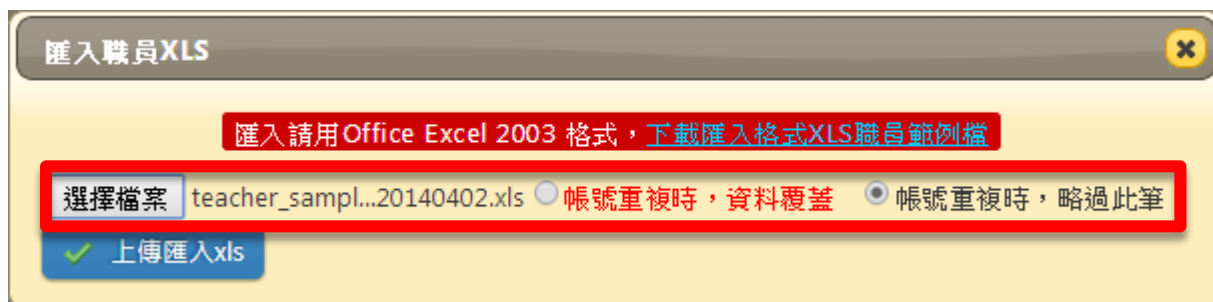 匯入職員XLS
匯入請用Office Excel 2003 格式，下載匯入格式XLS職員範例檔
選擇檔案 teacher_sampl...20140402.xls 帳號重複時，資料覆蓋 帳號重複時，略過此筆
上傳匯入xls